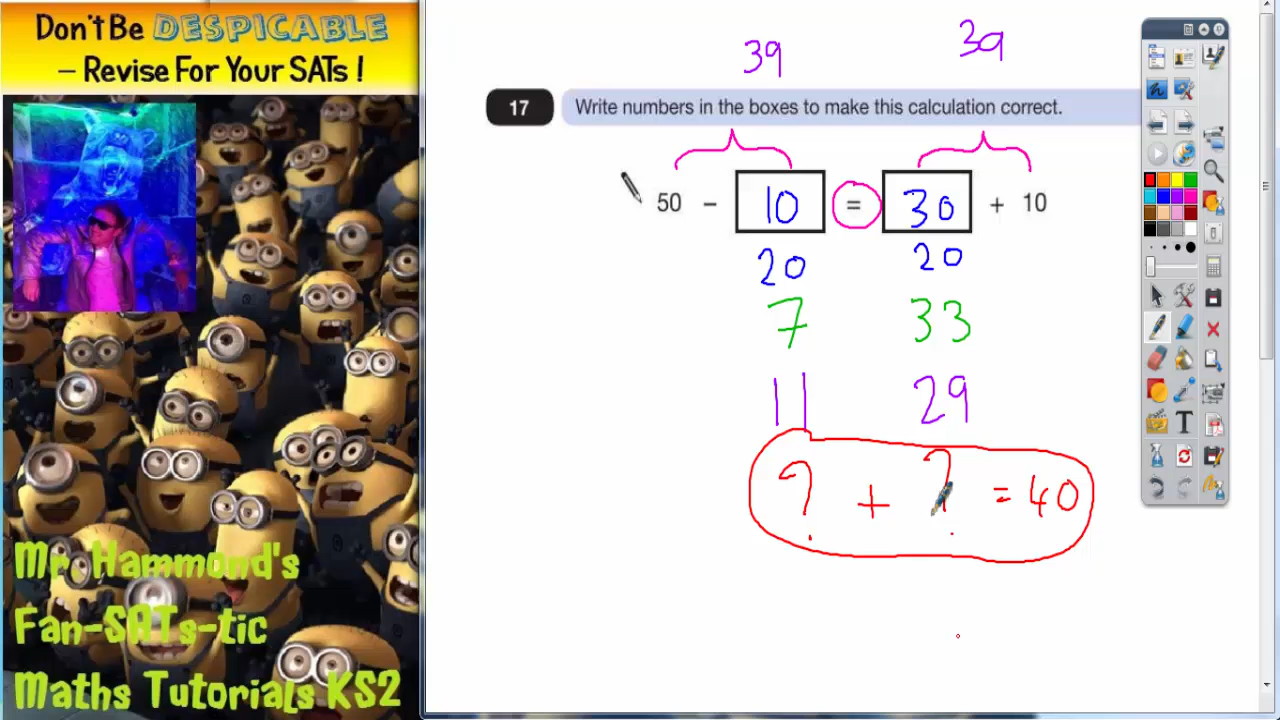 Don't Be DESPICABLE
– Revise For Your SATs !
Mr Hammond's
Fan-SATs-tic
Maths Tutorials KS2
39 39
17 Write numbers in the boxes to make this calculation correct.
50 − 10 = 30 + 10
20 20
7 33
11 29
? + ? = 40